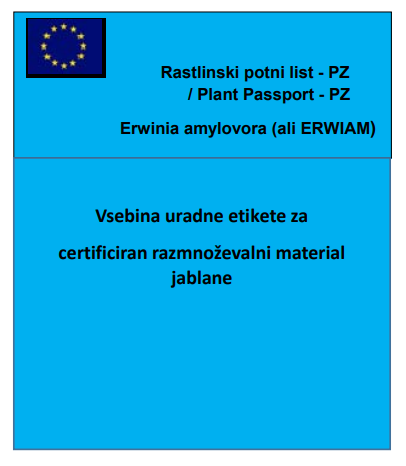 Rastlinski potni list - PZ
/ Plant Passport - PZ
Erwinia amylovora (ali ERWIAM)
Vsebina uradne etikete za
certificiran razmnoževalni material
jablane